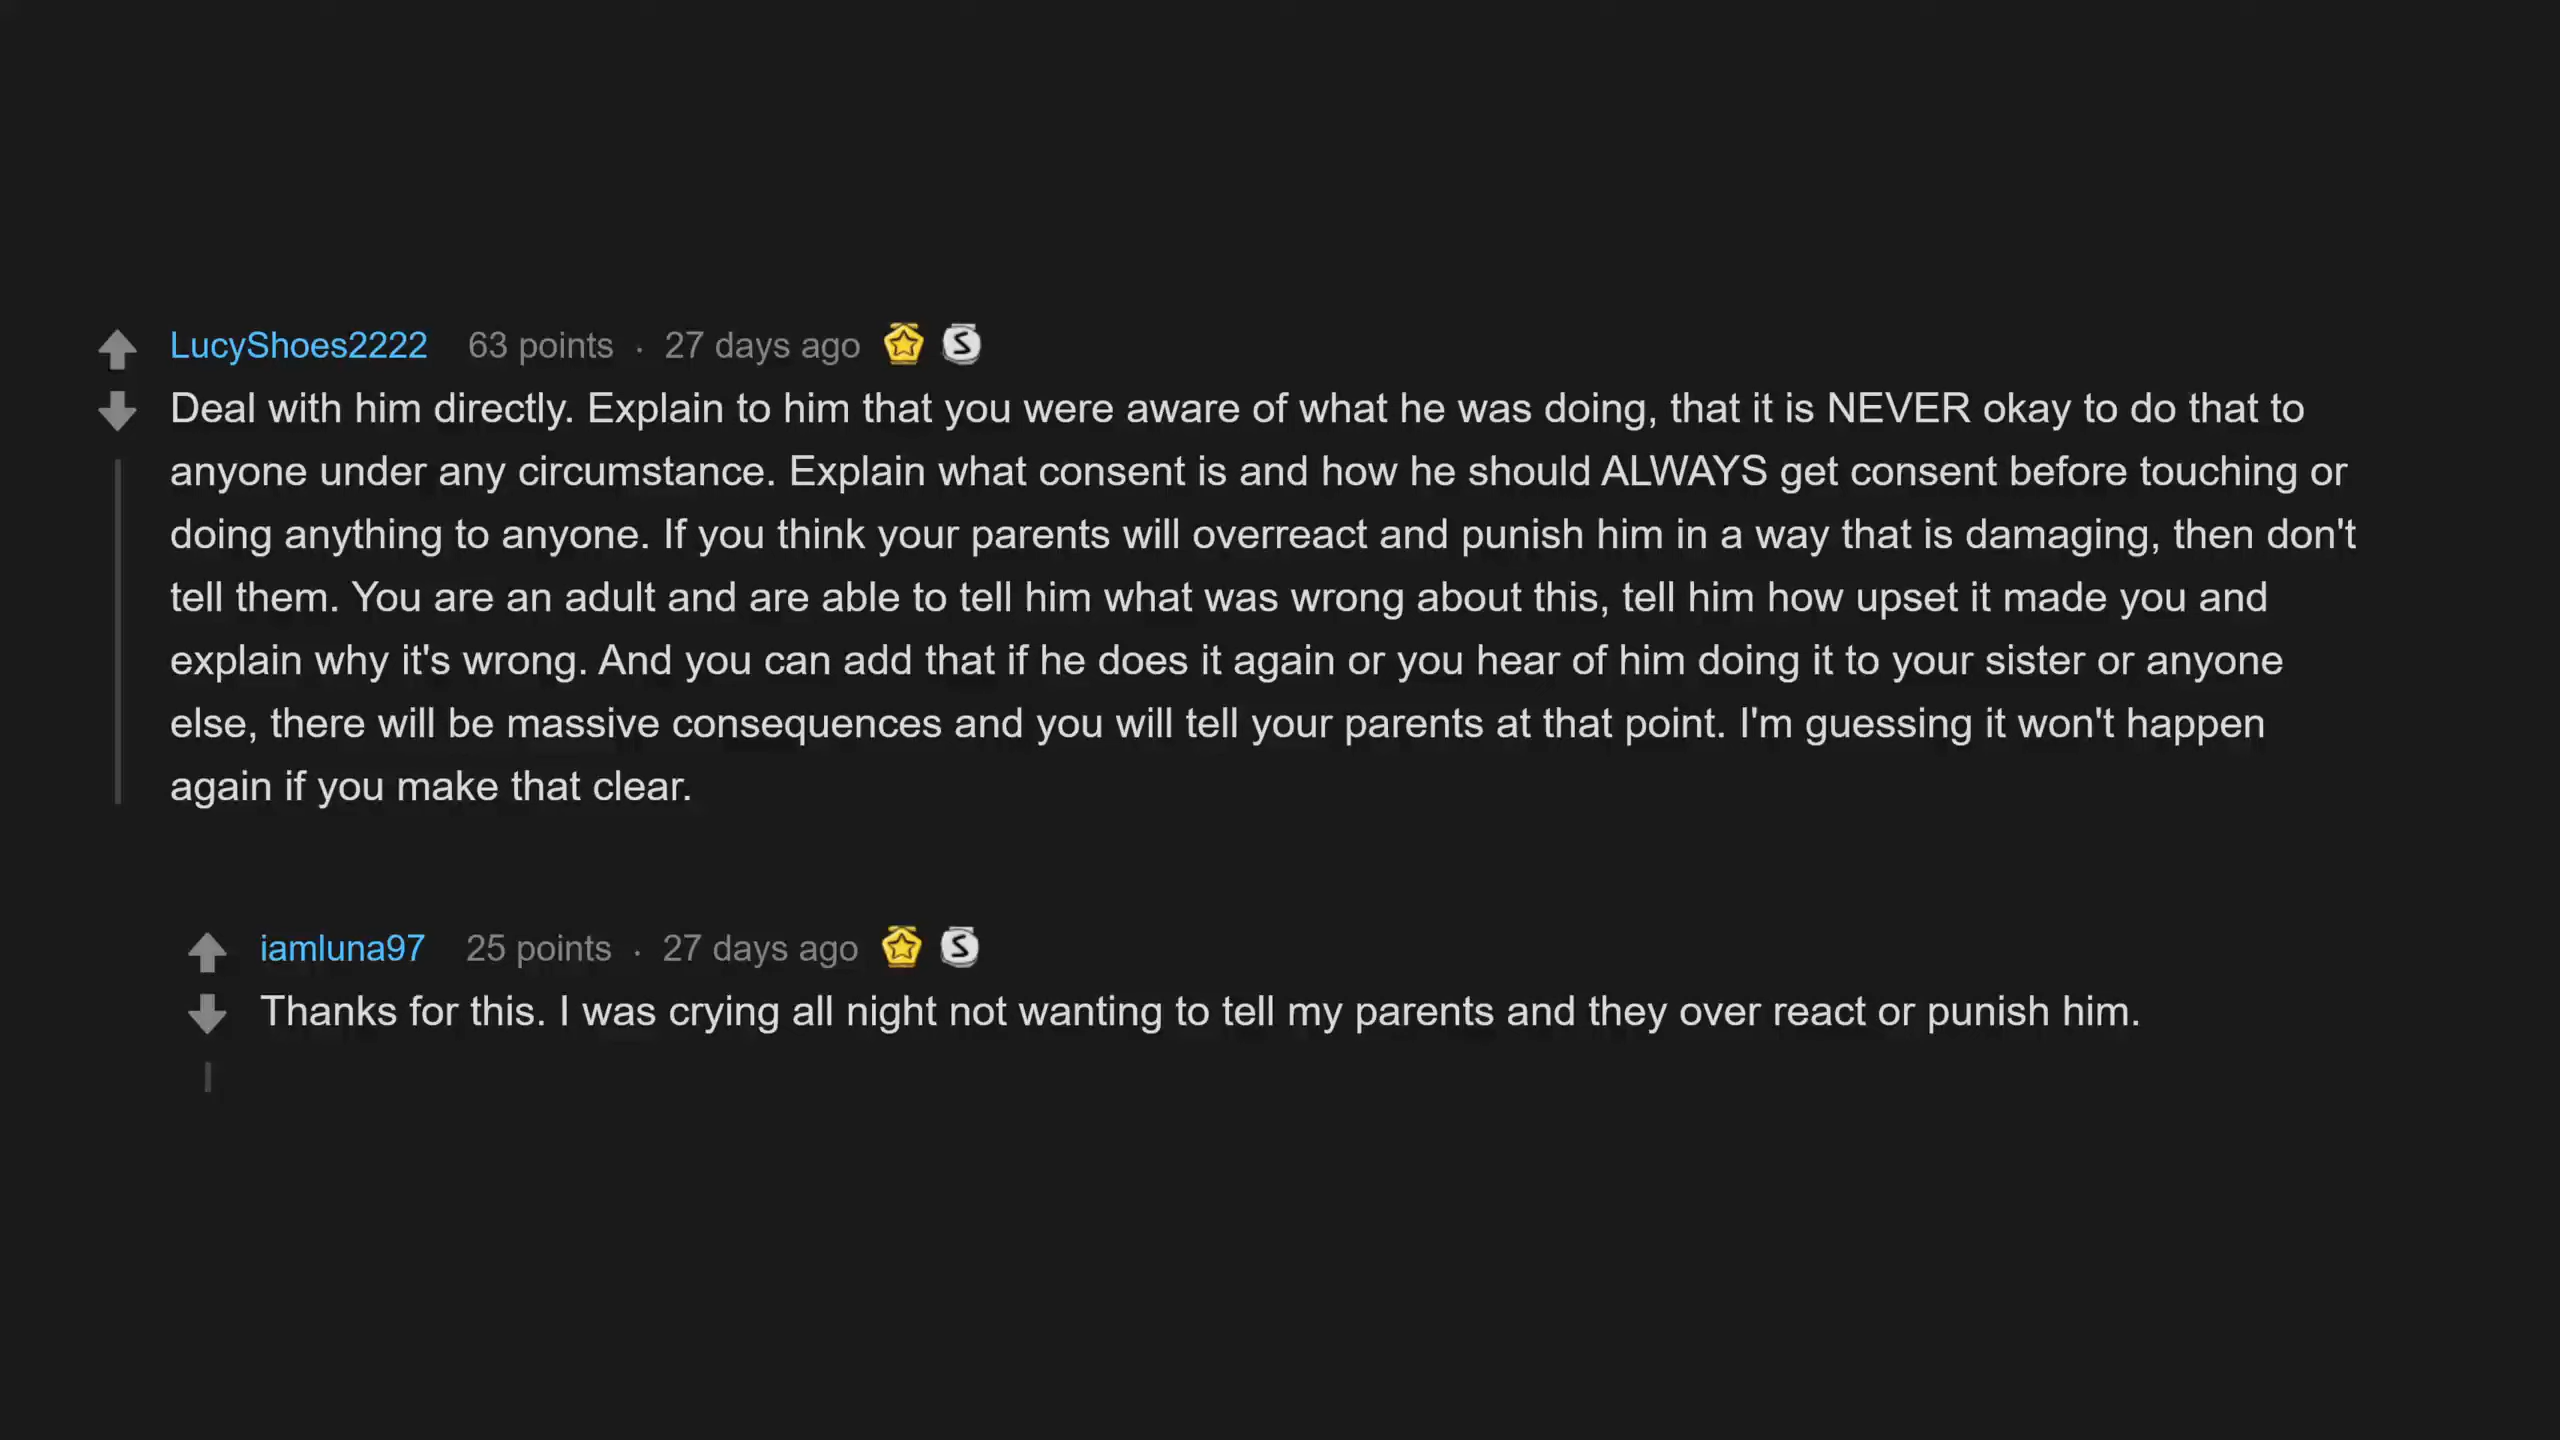 LucyShoes2222 63 points · 27 days ago
Deal with him directly. Explain to him that you were aware of what he was doing, that it is NEVER okay to do that to
anyone under any circumstance. Explain what consent is and how he should ALWAYS get consent before touching or
doing anything to anyone. If you think your parents will overreact and punish him in a way that is damaging, then don't
tell them. You are an adult and are able to tell him what was wrong about this, tell him how upset it made you and
explain why it's wrong. And you can add that if he does it again or you hear of him doing it to your sister or anyone
else, there will be massive consequences and you will tell your parents at that point. I'm guessing it won't happen
again if you make that clear.
iamluna97 25 points · 27 days ago
Thanks for this. I was crying all night not wanting to tell my parents and they over react or punish him.